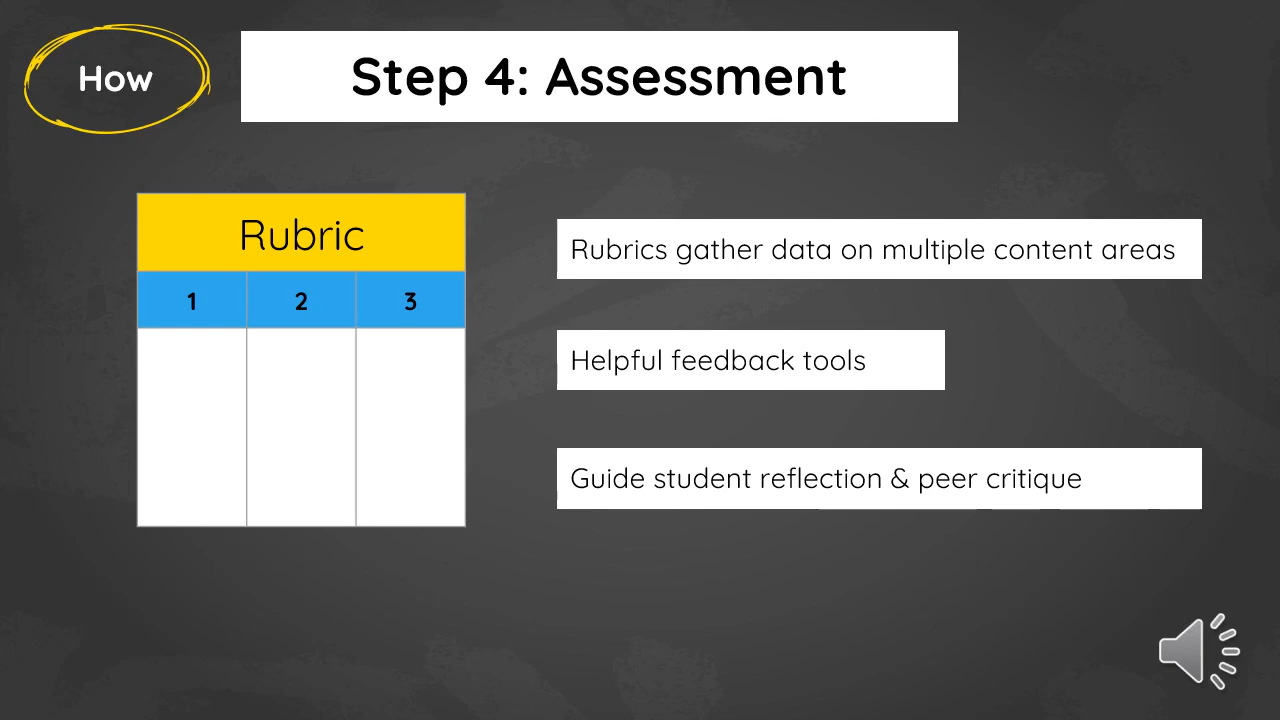 How
Step 4: Assessment
Rubric
1 2 3
Rubrics gather data on multiple content areas
Helpful feedback tools
Guide student reflection & peer critique